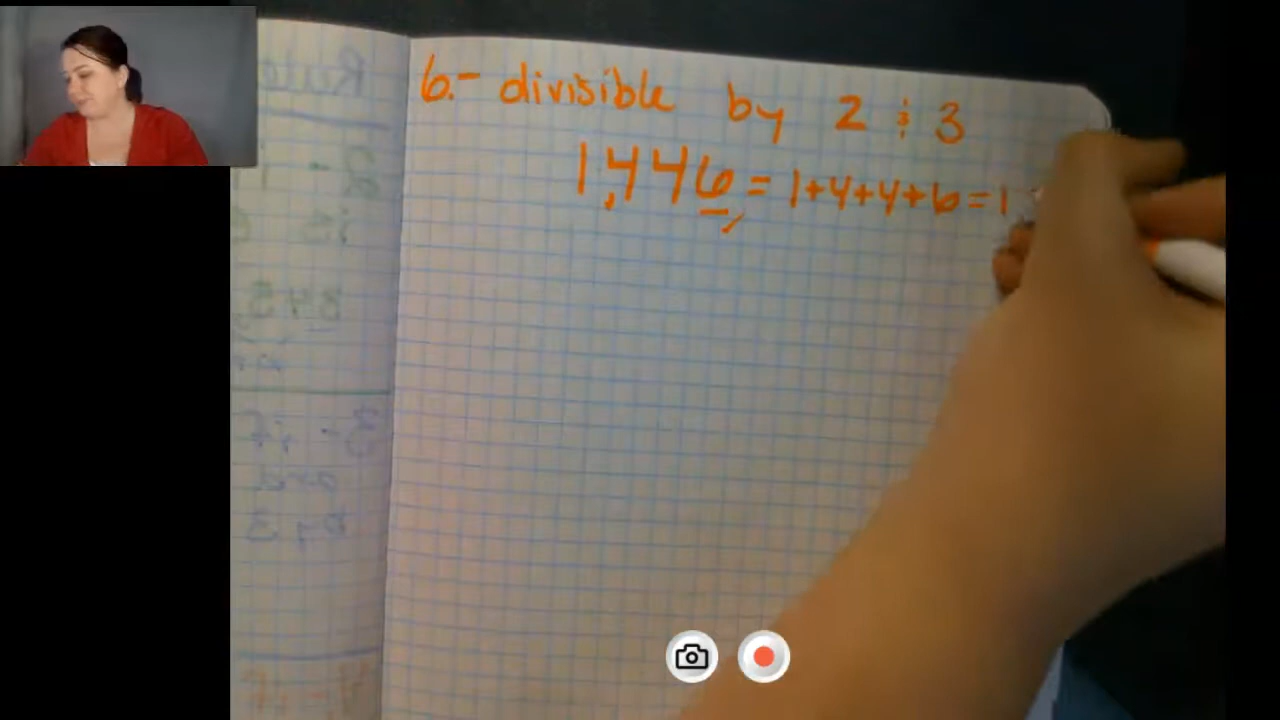 6.- divisible by 2 & 3
1,446 = 1+4+4+6=1